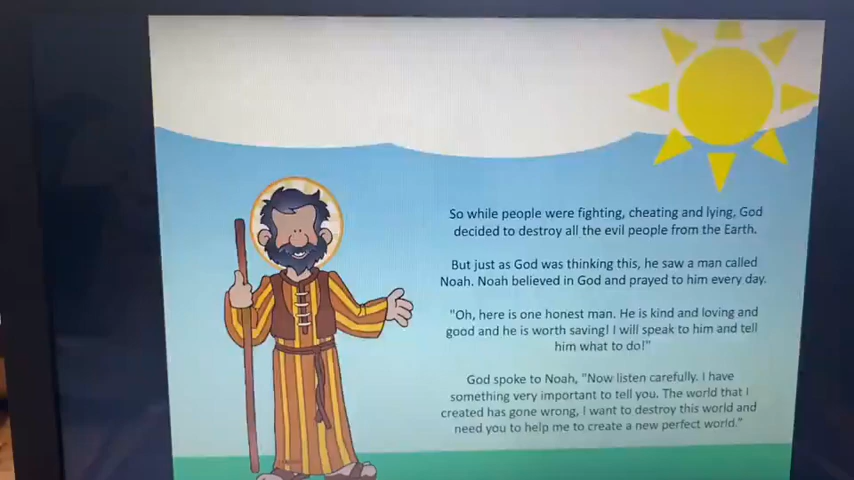 So while people were fighting, cheating and lying, God
decided to destroy all the evil people from the Earth.
But just as God was thinking this, he saw a man called
Noah. Noah believed in God and prayed to him every day.
"Oh, here is one honest man. He is kind and loving and
good and he is worth saving! I will speak to him and tell
him what to do!"
God spoke to Noah, "Now listen carefully. I have
something very important to tell you. The world that I
created has gone wrong, I want to destroy this world and
need you to help me to create a new perfect world."